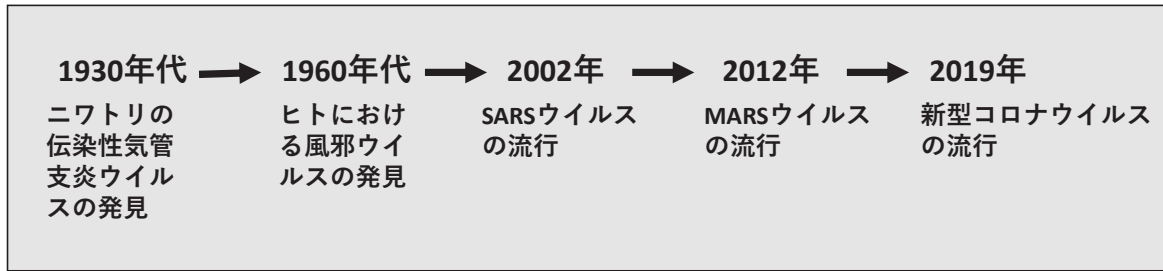 1930年代
ニワトリの
伝染性気管
支炎ウイル
スの発見
1960年代
ヒトにおけ
る風邪ウイ
ルスの発見
2002年
SARSウイルス
の流行
2012年
MARSウイルス
の流行
2019年
新型コロナウイルス
の流行